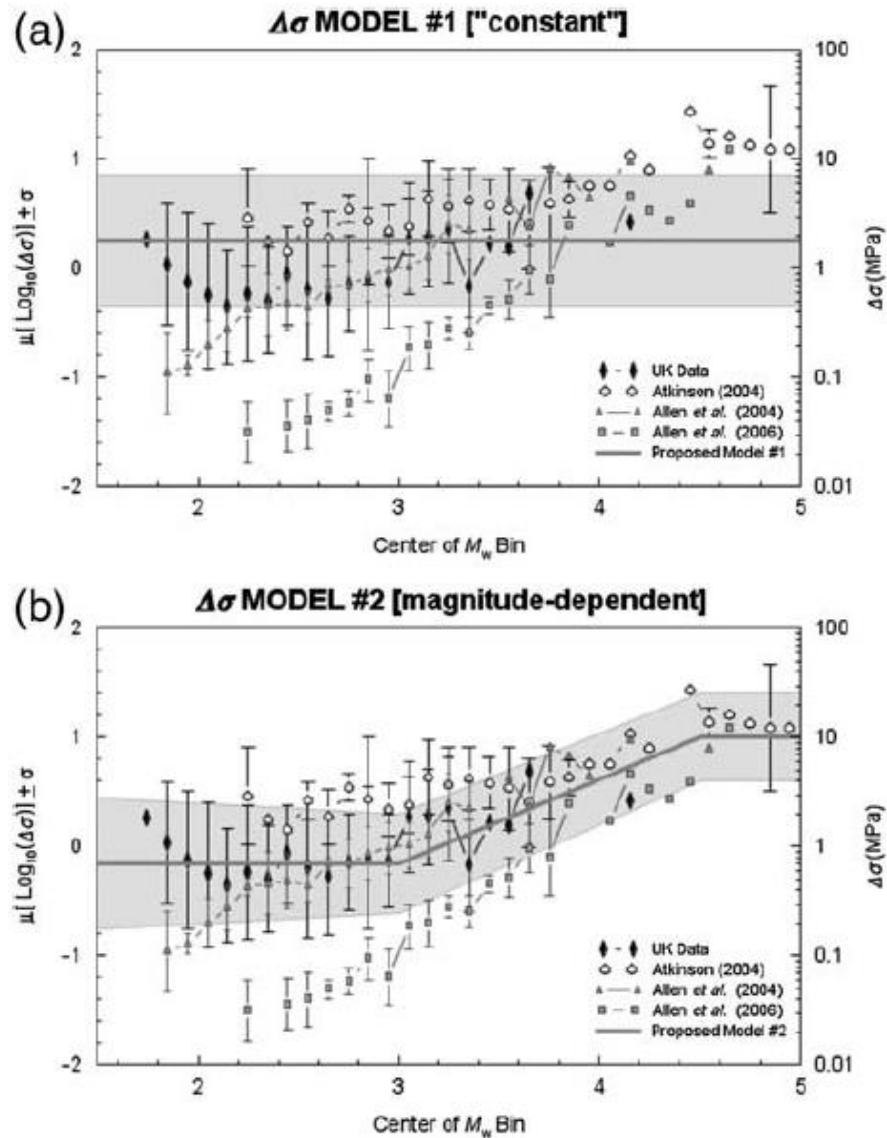 (a)
Δσ MODEL #1 ["constant"]
2
1
0
-1
-2
μ[ Log₁₀(Δσ)] ± σ
100
10
1
0.1
0.01
Δσ(MPa)
UK Data
Atkinson (2004)
Allen et al. (2004)
Allen et al. (2006)
Proposed Model #1
2 3 4 5
Center of Mw Bin
(b)
Δσ MODEL #2 [magnitude-dependent]
2
1
0
-1
-2
μ[ Log₁₀(Δσ)] ± σ
100
10
1
0.1
0.01
Δσ(MPa)
UK Data
Atkinson (2004)
Allen et al. (2004)
Allen et al. (2006)
Proposed Model #2
2 3 4 5
Center of Mw Bin